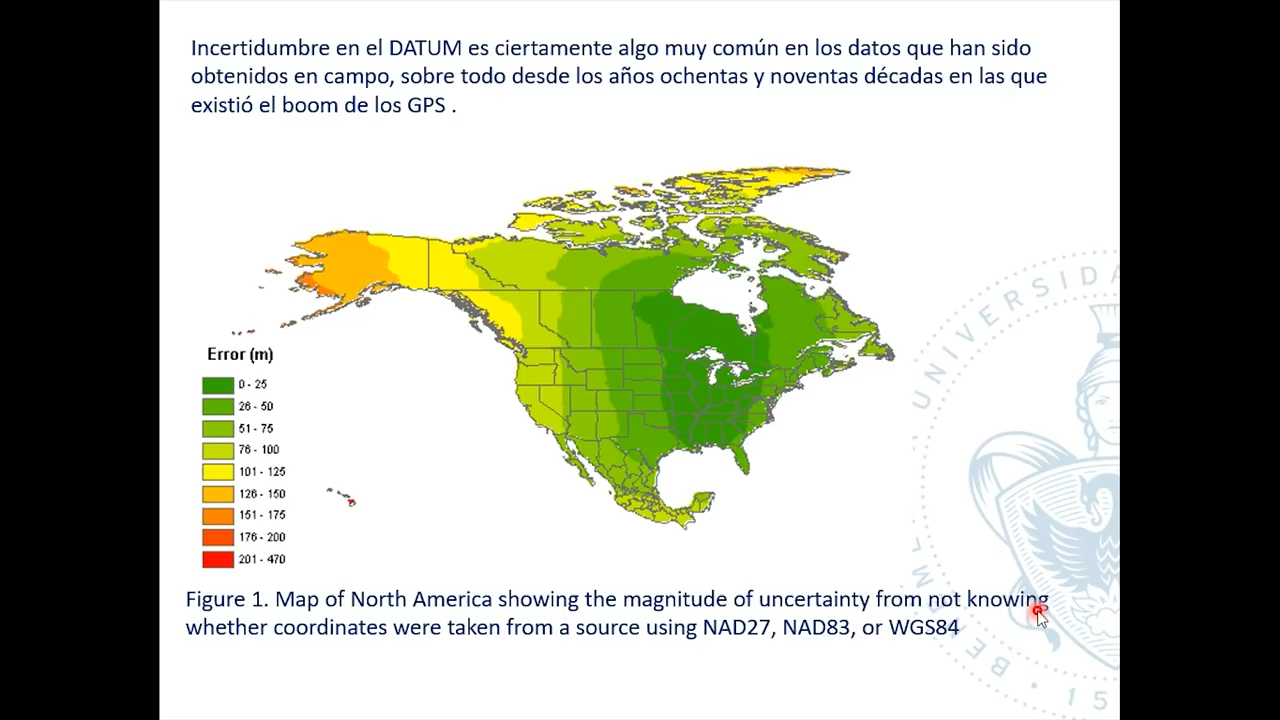 Incertidumbre en el DATUM es ciertamente algo muy común en los datos que han sido
obtenidos en campo, sobre todo desde los años ochentas y noventas décadas en las que
existió el boom de los GPS .
Error (m)
0 - 25
26 - 50
51 - 75
76 - 100
101 - 125
126 - 150
151 - 175
176 - 200
201 - 470
Figure 1. Map of North America showing the magnitude of uncertainty from not knowing
whether coordinates were taken from a source using NAD27, NAD83, or WGS84
UNIVERSIDA
BEM
15